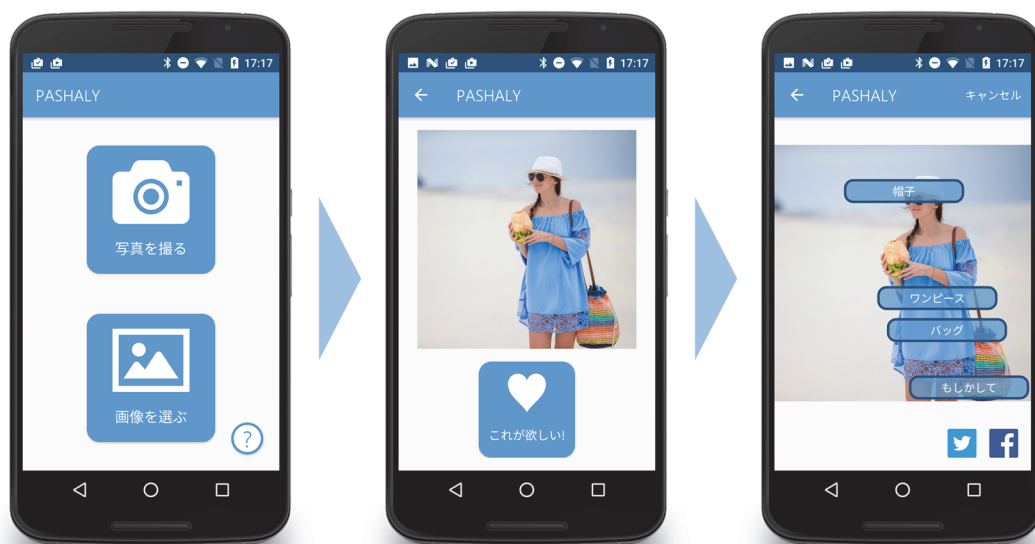 17:17
PASHALY
写真を撮る
画像を選ぶ
?
17:17
PASHALY
これが欲しい!
17:17
PASHALY キャンセル
帽子
ワンピース
バッグ
もしかして